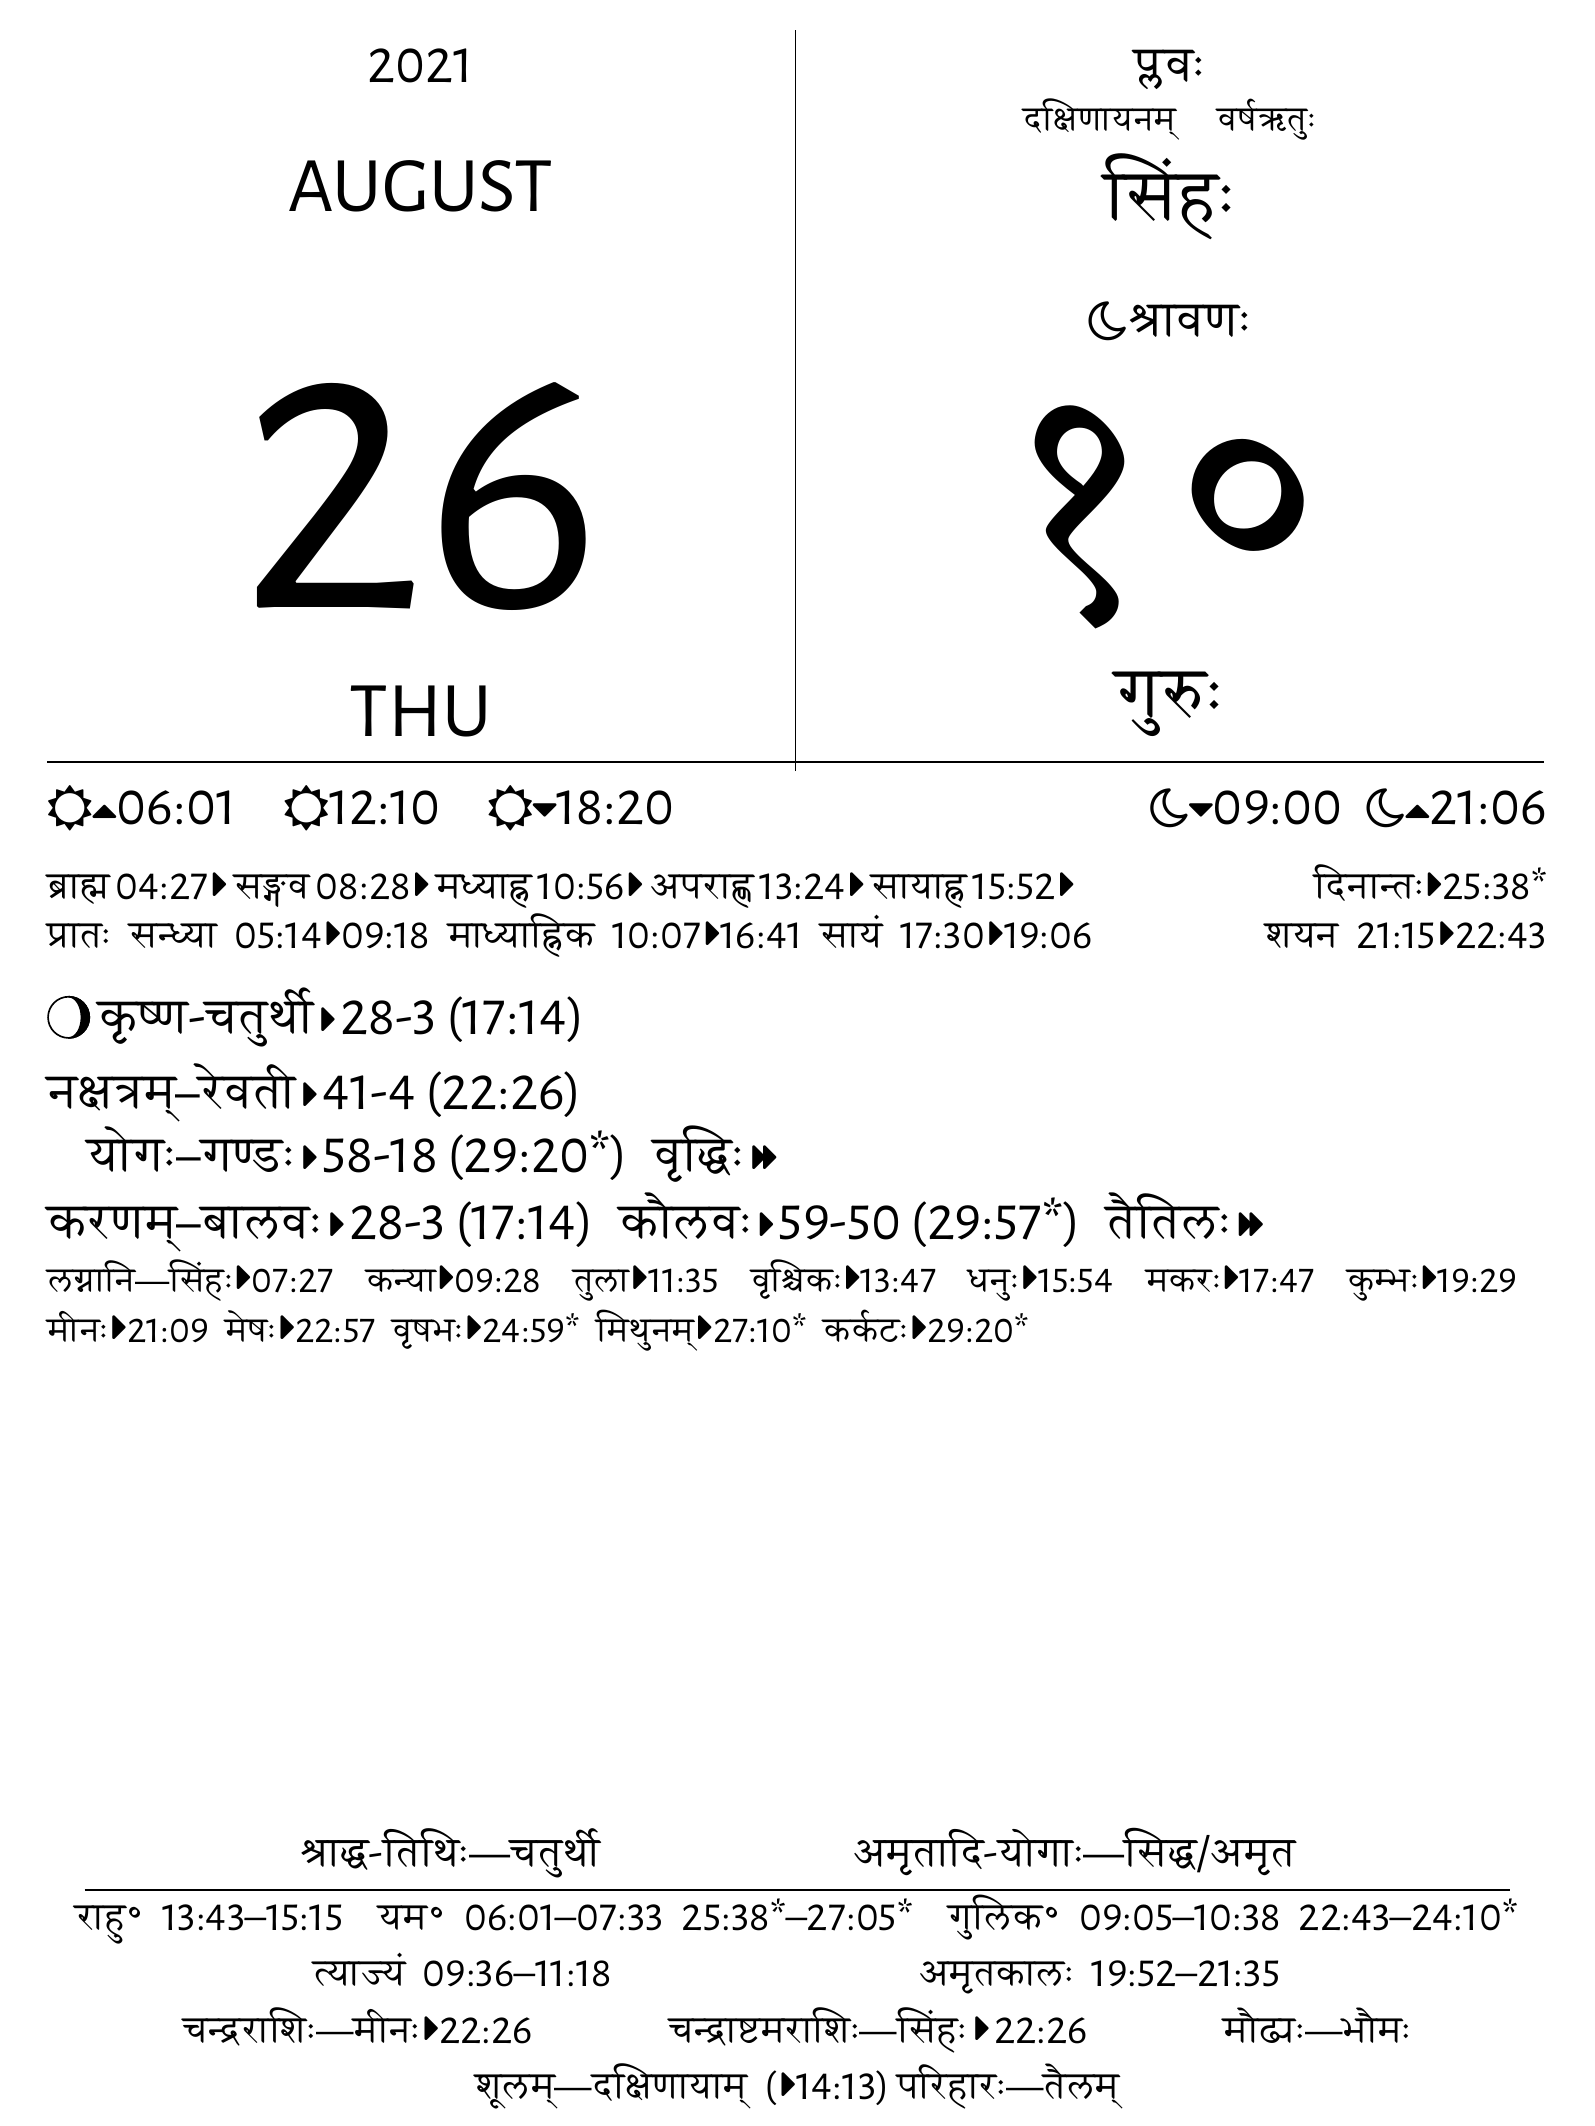 2021
AUGUST
26
THU
प्लवः
दक्षिणायनम् वर्षऋतुः
सिंहः
श्रावणः
१०
गुरुः
06:01 12:10 18:20 09:00 21:06
ब्राह्म 04:27 सङ्गव 08:28 मध्याह्न 10:56 अपराह्ण 13:24 सायाह्न 15:52 दिनान्तः 25:38*
प्रातः सन्ध्या 05:14 09:18 माध्याह्निक 10:07 16:41 सायं 17:30 19:06 शयन 21:15 22:43
कृष्ण-चतुर्थी 28-3 (17:14)
नक्षत्रम्–रेवती 41-4 (22:26)
योगः–गण्डः 58-18 (29:20*) वृद्धिः
करणम्–बालवः 28-3 (17:14) कौलवः 59-50 (29:57*) तैतिलः
लग्नानि—सिंहः 07:27 कन्या 09:28 तुला 11:35 वृश्चिकः 13:47 धनुः 15:54 मकरः 17:47 कुम्भः 19:29
मीनः 21:09 मेषः 22:57 वृषभः 24:59* मिथुनम् 27:10* कर्कटः 29:20*
श्राद्ध-तिथिः—चतुर्थी अमृतादि-योगाः—सिद्ध/अमृत
राहु॰ 13:43–15:15 यम॰ 06:01–07:33 25:38*–27:05* गुलिक॰ 09:05–10:38 22:43–24:10*
त्याज्यं 09:36–11:18 अमृतकालः 19:52–21:35
चन्द्रराशिः—मीनः 22:26 चन्द्राष्टमराशिः—सिंहः 22:26 मौढ्यः—भौमः
शूलम्—दक्षिणायाम् (14:13) परिहारः—तैलम्